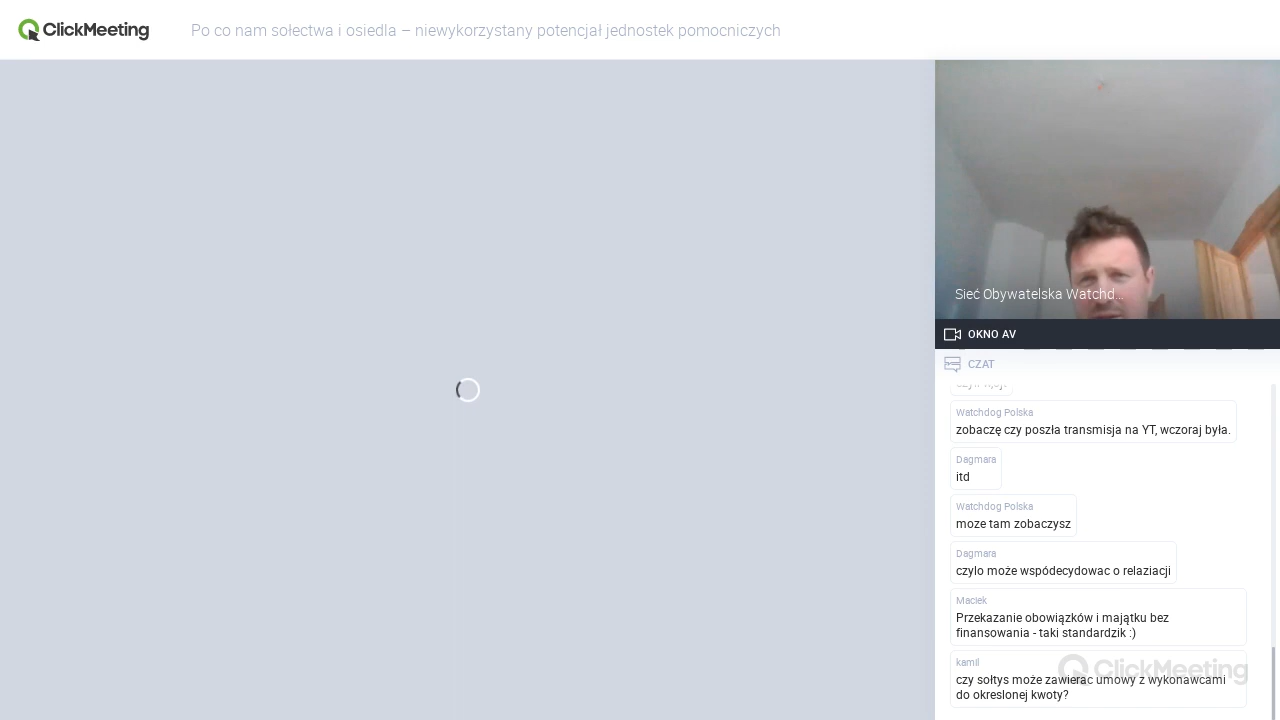 ClickMeeting
Po co nam sołectwa i osiedla – niewykorzystany potencjał jednostek pomocniczych
Sieć Obywatelska Watchd...
OKNO AV
CZAT
Watchdog Polska
zobaczę czy poszła transmisja na YT, wczoraj była.
Dagmara
itd
Watchdog Polska
moze tam zobaczysz
Dagmara
czylo może wspódecydowac o relaziacji
Maciek
Przekazanie obowiązków i majątku bez
finansowania - taki standardzik :)
kamil
czy sołtys może zawierac umowy z wykonawcami
do okreslonej kwoty?
ClickMeeting